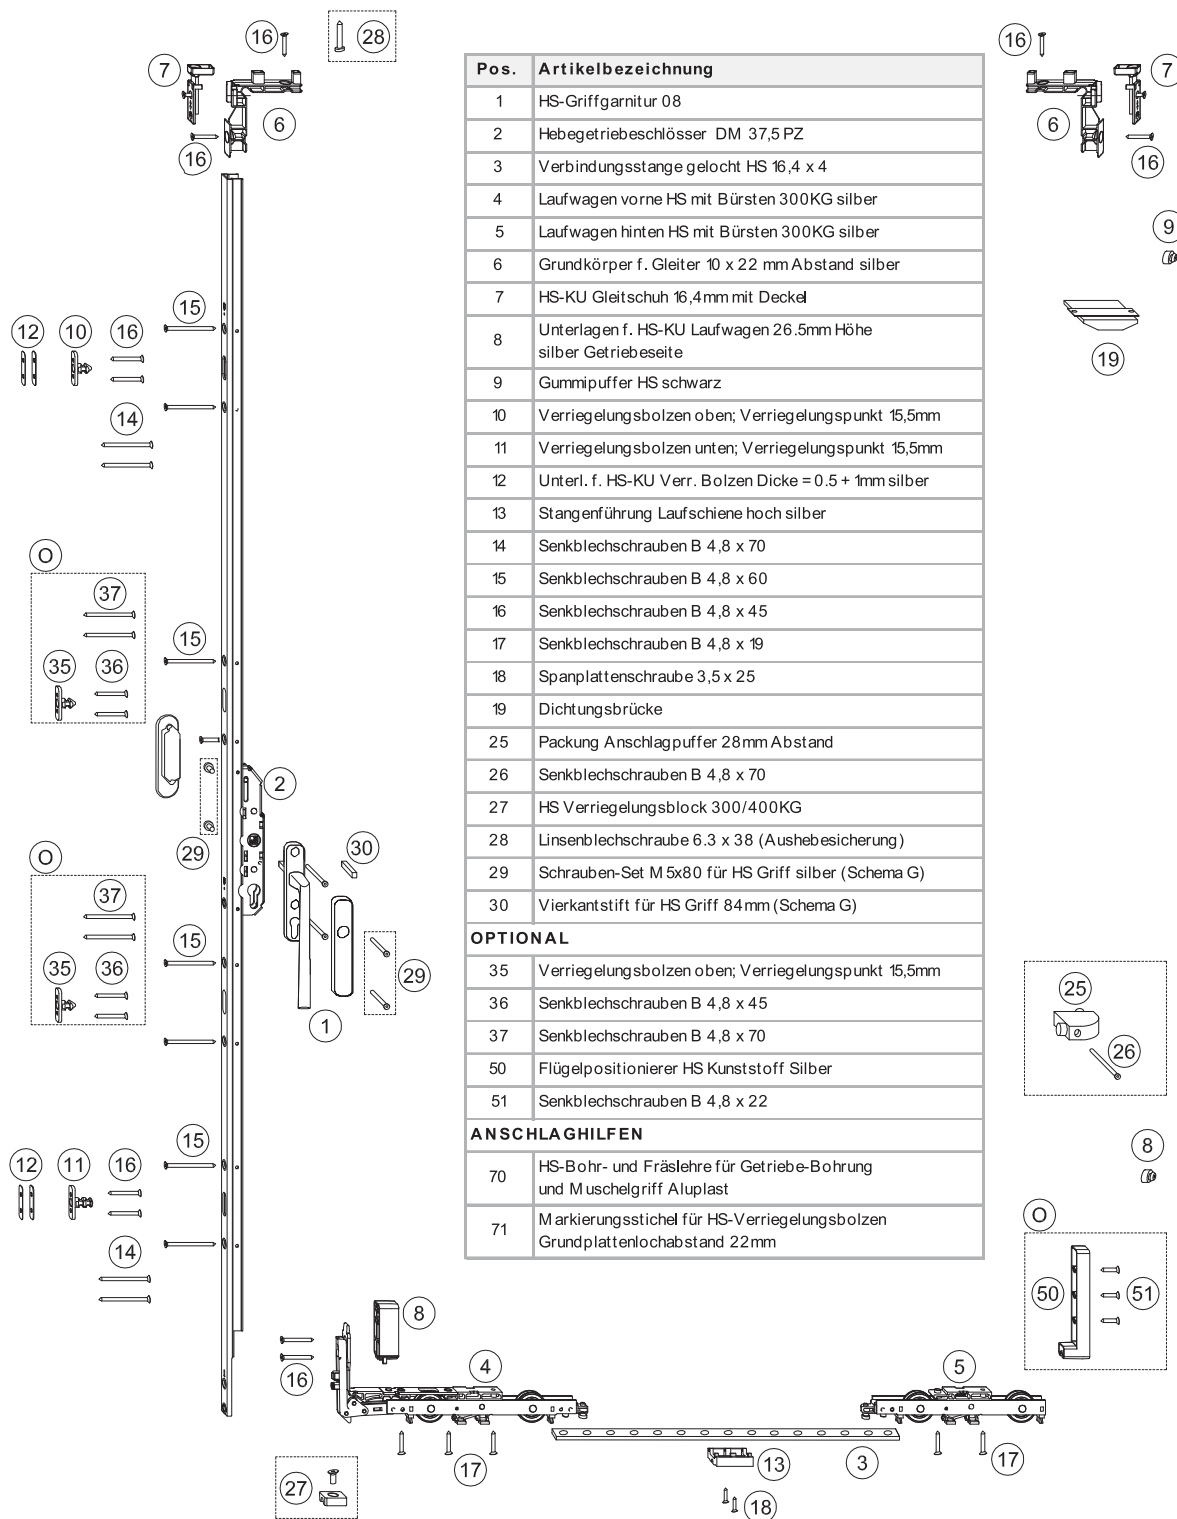 16
28
7
6
16
16
7
6
16
9
19
Pos. Artikelbezeichnung
1 HS-Griffgarnitur 08
2 Hebegetriebeschlösser DM 37,5 PZ
3 Verbindungsstange gelocht HS 16,4 x 4
4 Laufwagen vorne HS mit Bürsten 300KG silber
5 Laufwagen hinten HS mit Bürsten 300KG silber
6 Grundkörper f. Gleiter 10 x 22 mm Abstand silber
7 HS-KU Gleitschuh 16,4mm mit Deckel
8 Unterlagen f. HS-KU Laufwagen 26.5mm Höhe
silber Getriebeseite
9 Gummipuffer HS schwarz
10 Verriegelungsbolzen oben; Verriegelungspunkt 15,5mm
11 Verriegelungsbolzen unten; Verriegelungspunkt 15,5mm
12 Unterl. f. HS-KU Verr. Bolzen Dicke = 0.5 + 1mm silber
13 Stangenführung Laufschiene hoch silber
14 Senkblechschrauben B 4,8 x 70
15 Senkblechschrauben B 4,8 x 60
16 Senkblechschrauben B 4,8 x 45
17 Senkblechschrauben B 4,8 x 19
18 Spanplattenschraube 3,5 x 25
19 Dichtungsbrücke
25 Packung Anschlagpuffer 28mm Abstand
26 Senkblechschrauben B 4,8 x 70
27 HS Verriegelungsblock 300/400KG
28 Linsenblechschraube 6.3 x 38 (Aushebesicherung)
29 Schrauben-Set M5x80 für HS Griff silber (Schema G)
30 Vierkantstift für HS Griff 84mm (Schema G)
OPTIONAL
35 Verriegelungsbolzen oben; Verriegelungspunkt 15,5mm
36 Senkblechschrauben B 4,8 x 45
37 Senkblechschrauben B 4,8 x 70
50 Flügelpositionierer HS Kunststoff Silber
51 Senkblechschrauben B 4,8 x 22
ANSCHLAGHILFEN
70 HS-Bohr- und Fräslehre für Getriebe-Bohrung
und Muschelgriff Aluplast
71 Markierungsstichel für HS-Verriegelungsbolzen
Grundplattenlochabstand 22mm
15
12 10 16
14
O
37
15
35 36
2
29
30
O
37
15
35 36
29
1
25
26
15
12 11 16
14
8
O
50 51
8
16
4
5
17
13
3
17
27
18